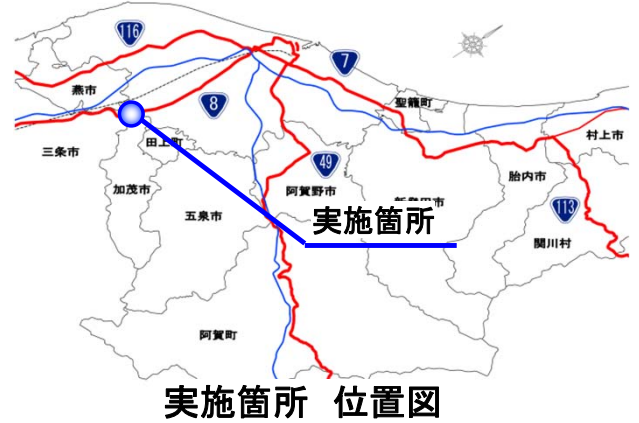 116
7
燕市
8
聖籠町
三条市
田上町
村上市
49
加茂市
阿賀野市
胎内市
五泉市
実施箇所
113
関川村
阿賀町
実施箇所 位置図